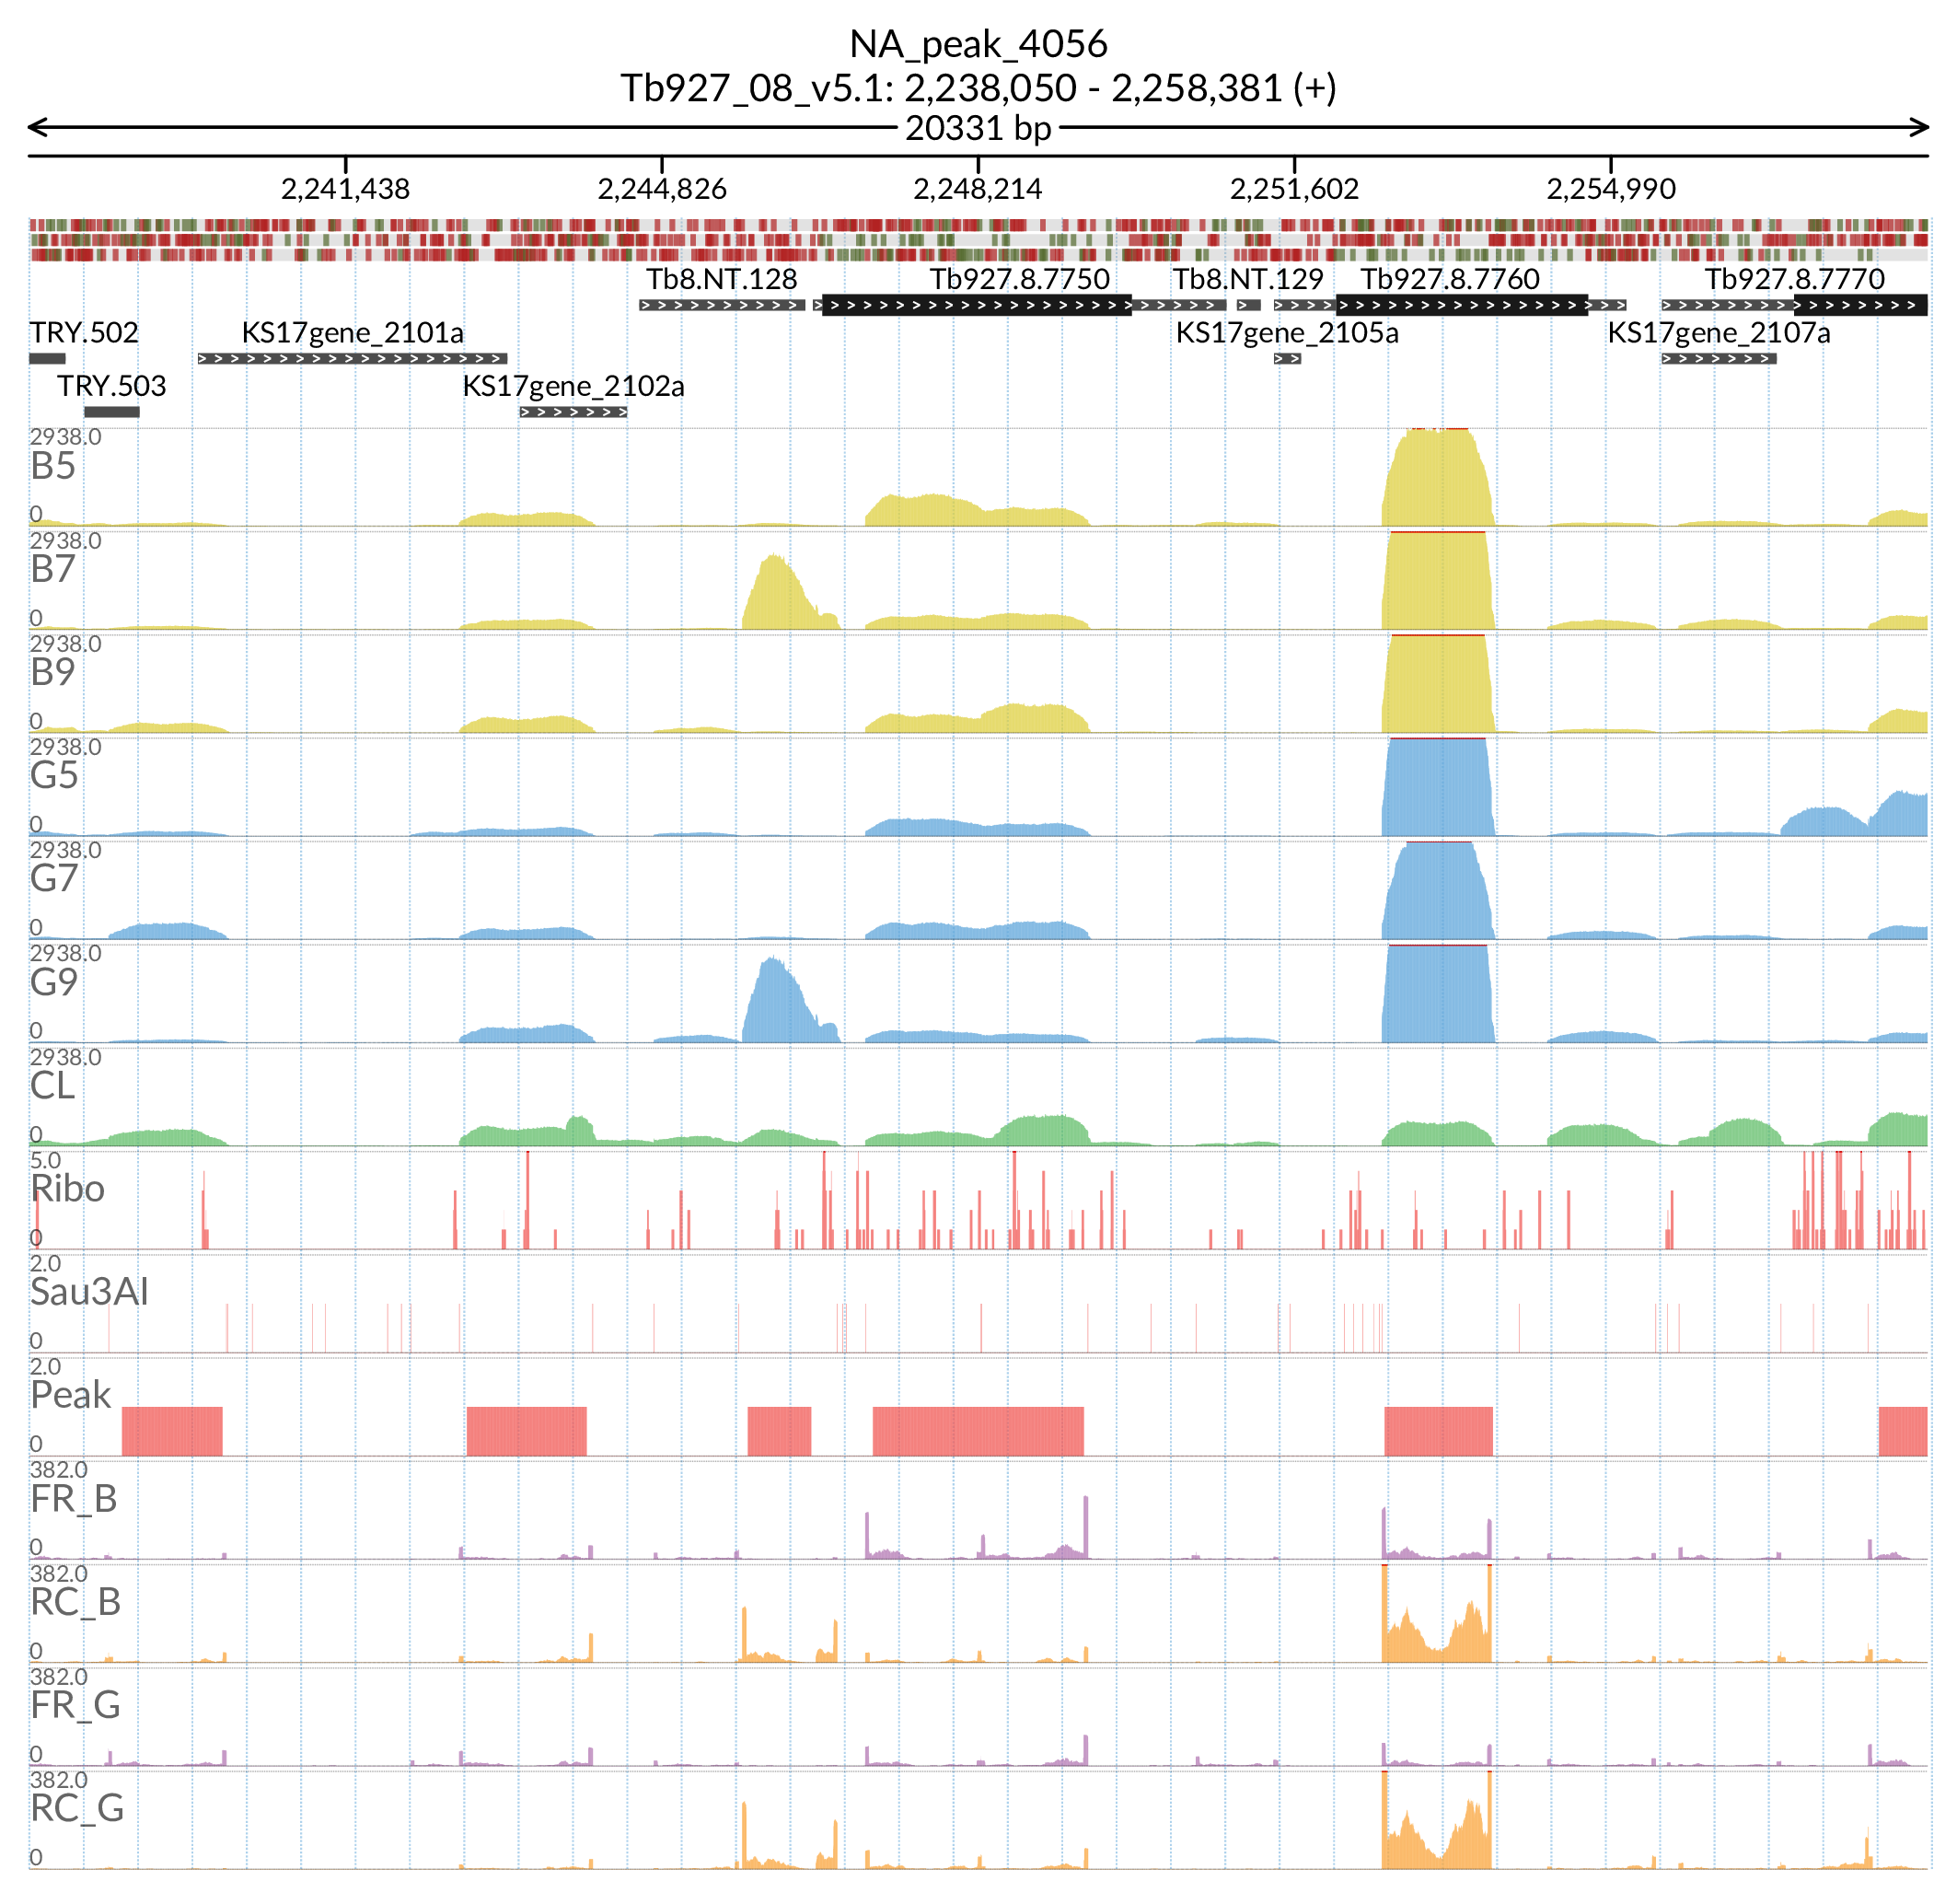 NA_peak_4056
Tb927_08_v5.1: 2,238,050 - 2,258,381 (+)
20331 bp
2,241,438 2,244,826 2,248,214 2,251,602 2,254,990
Tb8.NT.128 Tb927.8.7750 Tb8.NT.129 Tb927.8.7760 Tb927.8.7770
TRY.502 KS17gene_2101a KS17gene_2105a KS17gene_2107a
TRY.503 KS17gene_2102a
2938.0
B5
0
2938.0
B7
0
2938.0
B9
0
2938.0
G5
0
2938.0
G7
0
2938.0
G9
0
2938.0
CL
0
5.0
Ribo
0
2.0
Sau3AI
0
2.0
Peak
0
382.0
FR_B
0
382.0
RC_B
0
382.0
FR_G
0
382.0
RC_G
0